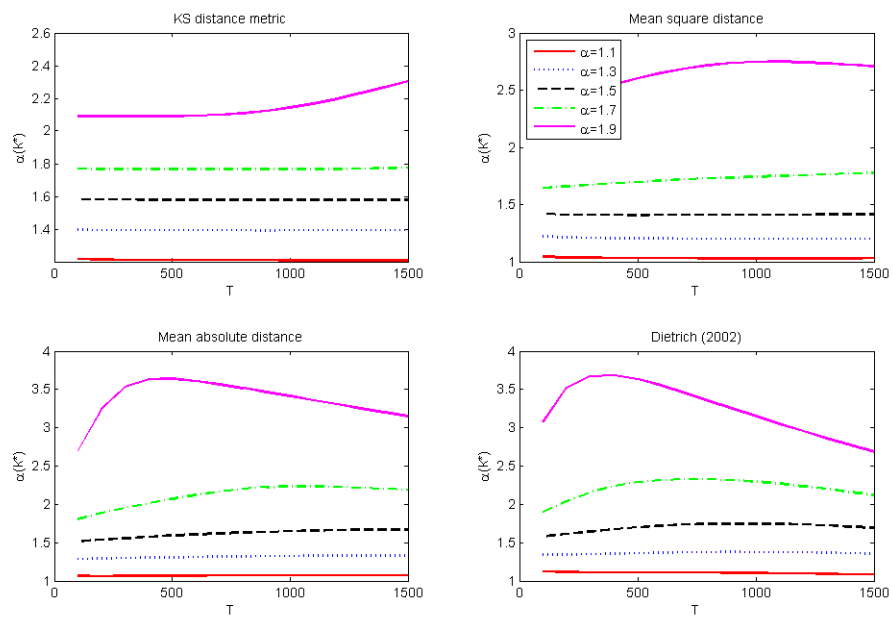 KS distance metric
2.6
2.4
2.2
2
1.8
1.6
1.4
α(k*)
0
500
1000
1500
T
Mean square distance
3
2.5
2
1.5
1
α(k*)
α=1.1
α=1.3
α=1.5
α=1.7
α=1.9
0
500
1000
1500
T
Mean absolute distance
4
3.5
3
2.5
2
1.5
1
α(k*)
0
500
1000
1500
T
Dietrich (2002)
4
3.5
3
2.5
2
1.5
1
α(k*)
0
500
1000
1500
T